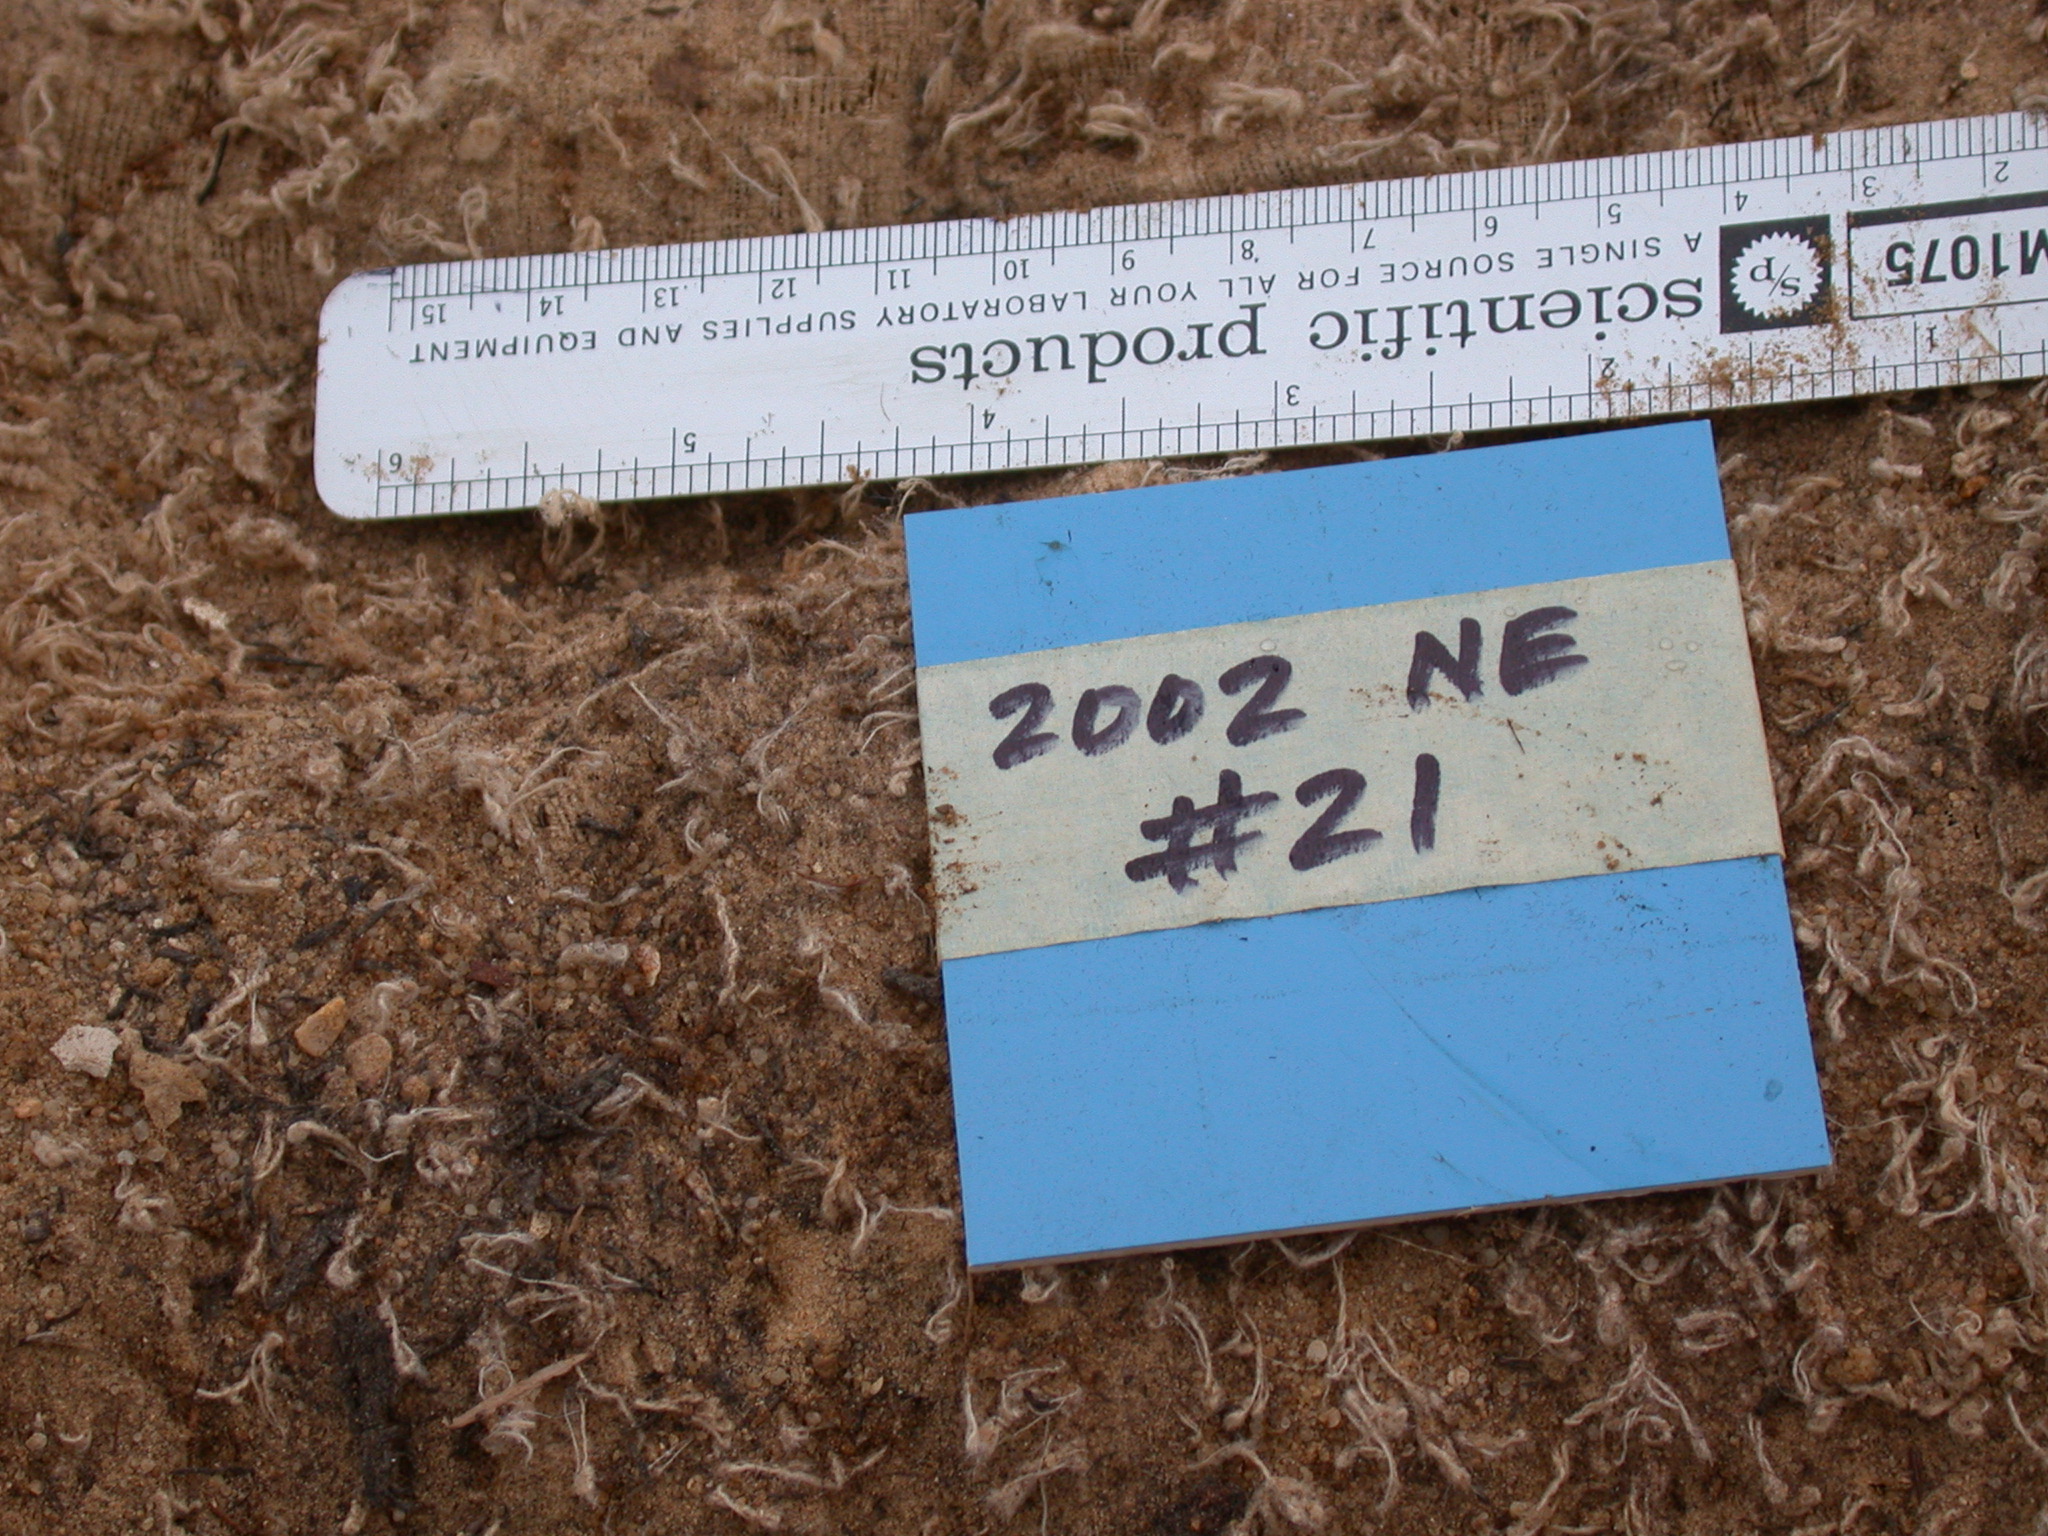 2 3 4 5 6 7 8 9 10 11 12 13 14 15
A SINGLE SOURCE FOR ALL YOUR LABORATORY SUPPLIES AND EQUIPMENT
scientific products
S/P
M1075
1 2 3 4 5 6
2002 NE
#21